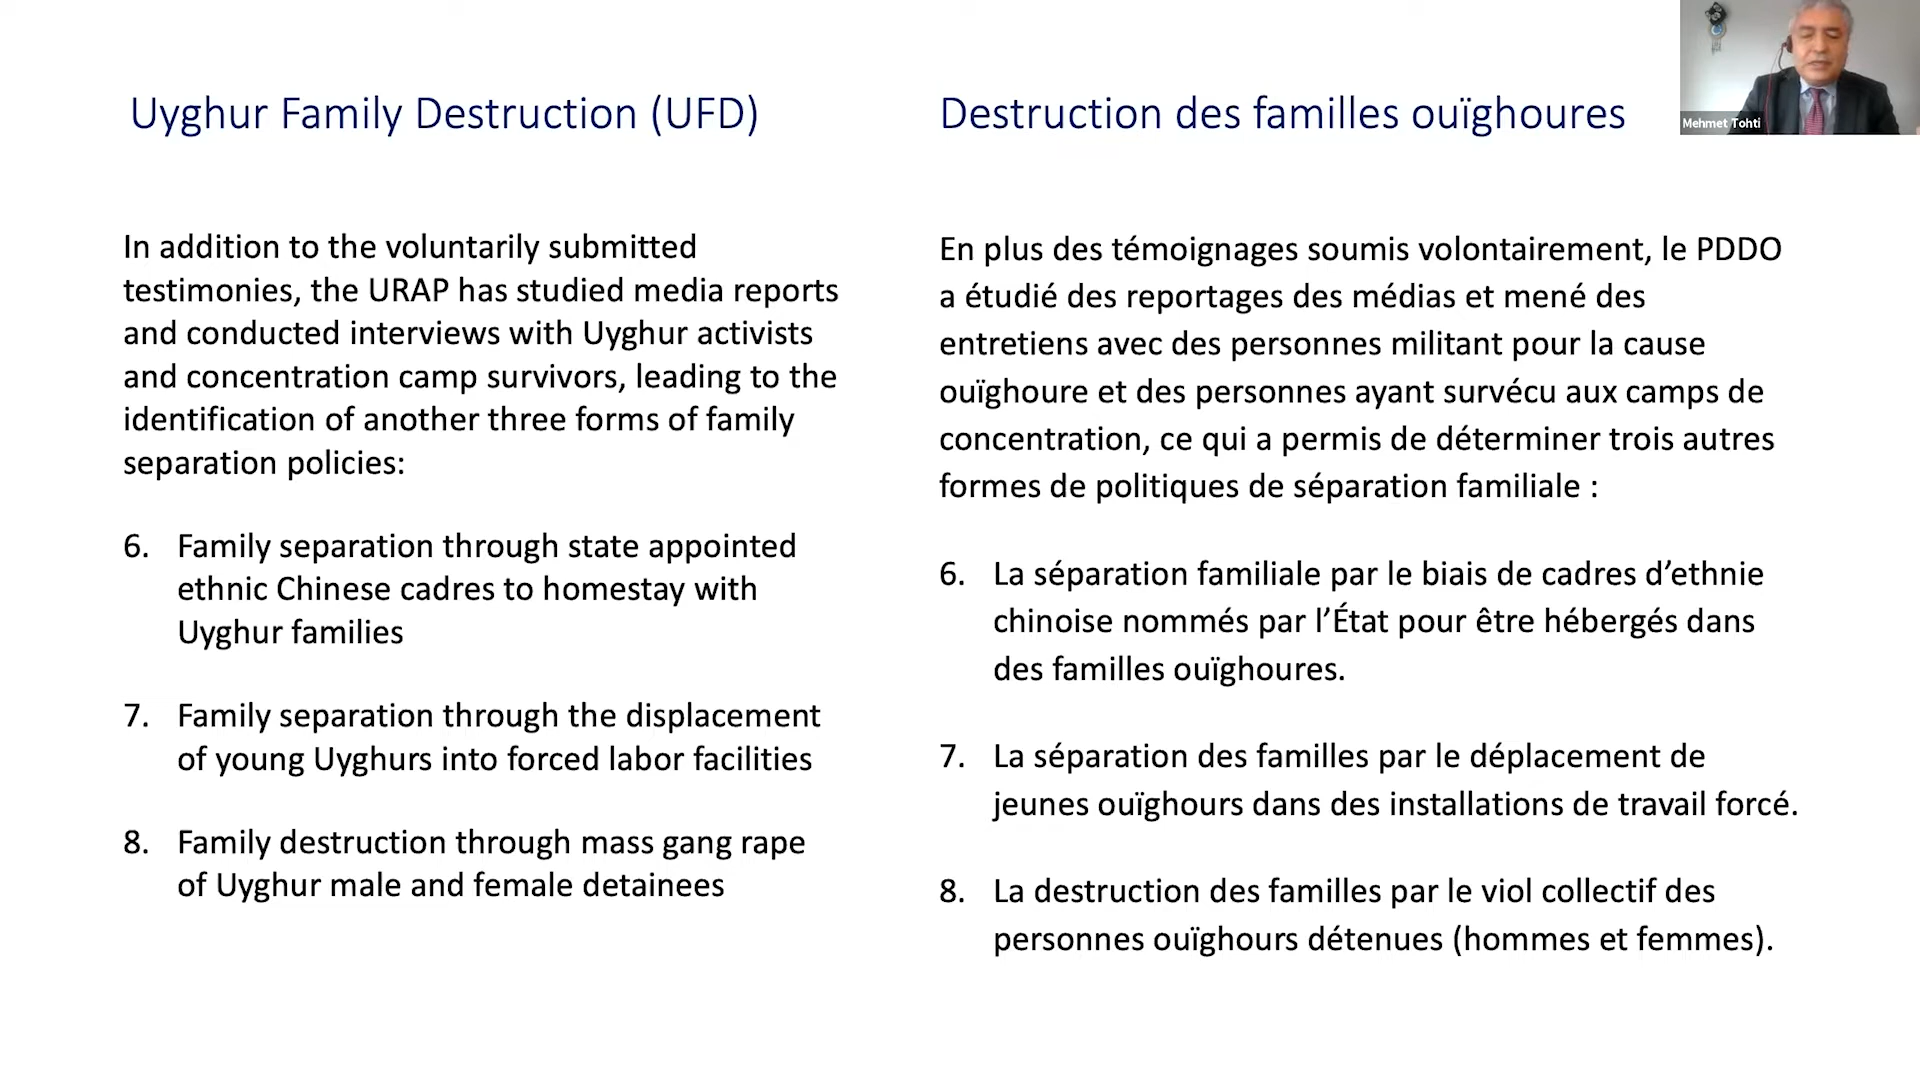 Uyghur Family Destruction (UFD)
In addition to the voluntarily submitted
testimonies, the URAP has studied media reports
and conducted interviews with Uyghur activists
and concentration camp survivors, leading to the
identification of another three forms of family
separation policies:
6. Family separation through state appointed
ethnic Chinese cadres to homestay with
Uyghur families
7. Family separation through the displacement
of young Uyghurs into forced labor facilities
8. Family destruction through mass gang rape
of Uyghur male and female detainees
Destruction des familles ouïghoures
En plus des témoignages soumis volontairement, le PDDO
a étudié des reportages des médias et mené des
entretiens avec des personnes militant pour la cause
ouïghoure et des personnes ayant survécu aux camps de
concentration, ce qui a permis de déterminer trois autres
formes de politiques de séparation familiale :
6. La séparation familiale par le biais de cadres d’ethnie
chinoise nommés par l’État pour être hébergés dans
des familles ouïghoures.
7. La séparation des familles par le déplacement de
jeunes ouïghours dans des installations de travail forcé.
8. La destruction des familles par le viol collectif des
personnes ouïghours détenues (hommes et femmes).
Mehmet Tohti